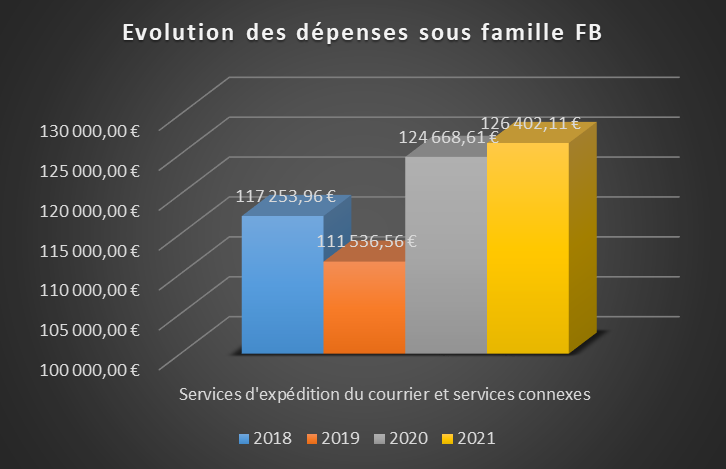 Evolution des dépenses sous famille FB
130 000,00 €
125 000,00 €
120 000,00 €
115 000,00 €
110 000,00 €
105 000,00 €
100 000,00 €
117 253,96 €
111 536,56 €
124 668,61 €
126 402,11 €
Services d'expédition du courrier et services connexes
2018 2019 2020 2021